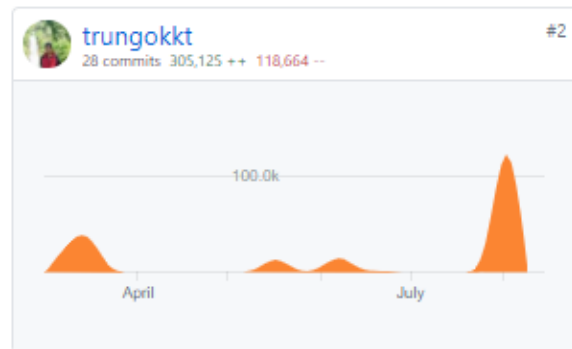 trungokkt
#2
28 commits 305,125 ++ 118,664 --
100.0k
April
July